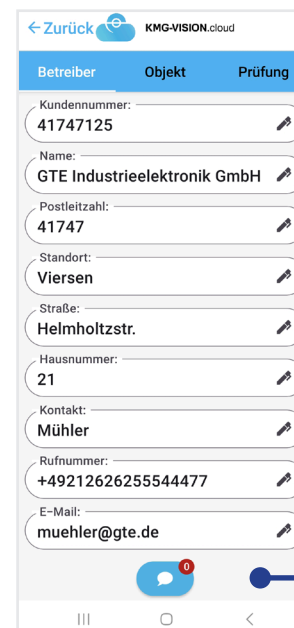 ← Zurück KMG-VISION.cloud
Betreiber Objekt Prüfung
Kundennummer:
41747125
Name:
GTE Industrieelektronik GmbH
Postleitzahl:
41747
Standort:
Viersen
Straße:
Helmholtzstr.
Hausnummer:
21
Kontakt:
Mühler
Rufnummer:
+49212626255544477
E-Mail:
muehler@gte.de
0